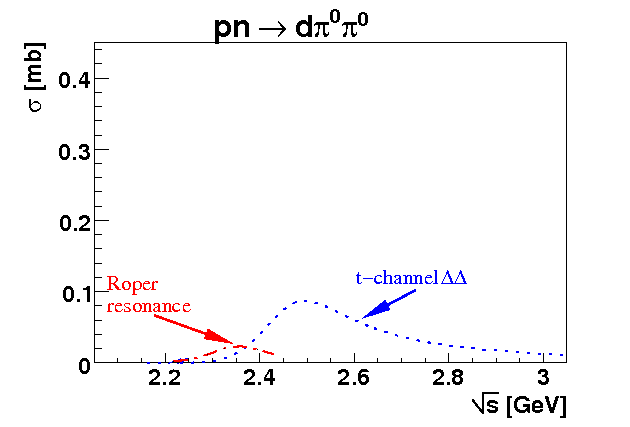 pn → dπ⁰π⁰
σ [mb]
0.4
0.3
0.2
0.1
0
Roper
resonance
t−channel ΔΔ
2.2 2.4 2.6 2.8 3
√s [GeV]